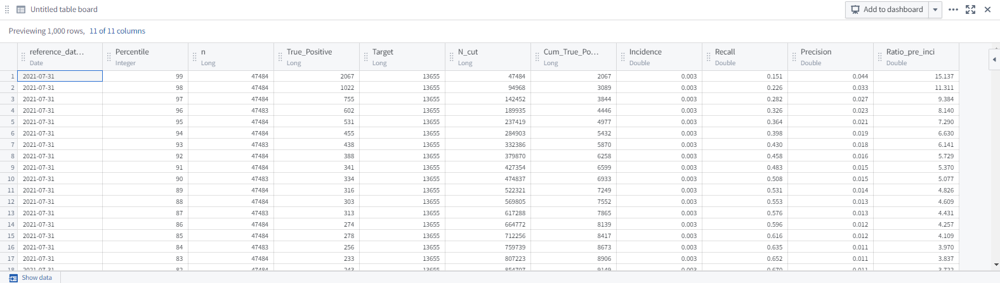 Untitled table board Add to dashboard
Previewing 1,000 rows, 11 of 11 columns
reference_dat... Percentile n True_Positive Target N_cut Cum_True_Po... Incidence Recall Precision Ratio_pre_inci
Date Integer Long Long Long Long Long Double Double Double Double
1 2021-07-31 99 47484 2067 13655 47484 2067 0.003 0.151 0.044 15.137
2 2021-07-31 98 47484 1022 13655 94968 3089 0.003 0.226 0.033 11.311
3 2021-07-31 97 47484 755 13655 142452 3844 0.003 0.282 0.027 9.384
4 2021-07-31 96 47483 602 13655 189935 4446 0.003 0.326 0.023 8.140
5 2021-07-31 95 47484 531 13655 237419 4977 0.003 0.364 0.021 7.290
6 2021-07-31 94 47484 455 13655 284903 5432 0.003 0.398 0.019 6.630
7 2021-07-31 93 47483 438 13655 332386 5870 0.003 0.430 0.018 6.141
8 2021-07-31 92 47484 388 13655 379870 6258 0.003 0.458 0.016 5.729
9 2021-07-31 91 47484 341 13655 427354 6599 0.003 0.483 0.015 5.370
10 2021-07-31 90 47483 334 13655 474837 6933 0.003 0.508 0.015 5.077
11 2021-07-31 89 47484 316 13655 522321 7249 0.003 0.531 0.014 4.826
12 2021-07-31 88 47484 303 13655 569805 7552 0.003 0.553 0.013 4.609
13 2021-07-31 87 47483 313 13655 617288 7865 0.003 0.576 0.013 4.431
14 2021-07-31 86 47484 274 13655 664772 8139 0.003 0.596 0.012 4.257
15 2021-07-31 85 47484 278 13655 712256 8417 0.003 0.616 0.012 4.109
16 2021-07-31 84 47483 256 13655 759739 8673 0.003 0.635 0.011 3.970
17 2021-07-31 83 47484 233 13655 807223 8906 0.003 0.652 0.011 3.837
18 2021-07-31 82 47484 243 13655 854707 9149 0.003 0.670 0.011 3.722
Show data